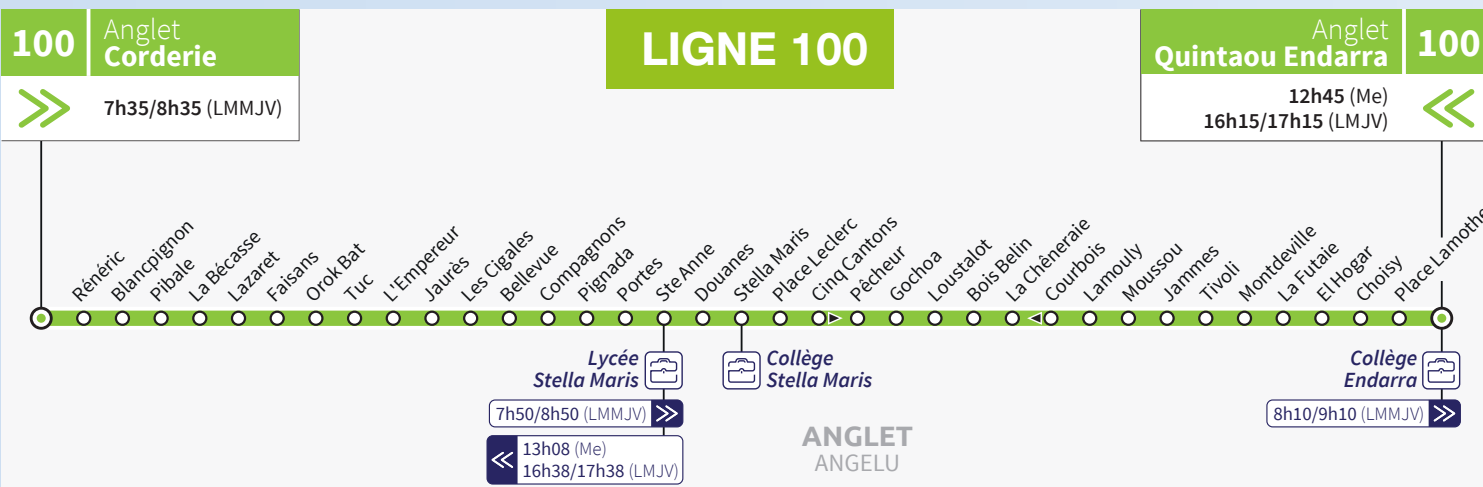 100
Anglet
Corderie
7h35/8h35 (LMMJV)
LIGNE 100
Anglet
Quintaou Endarra
100
12h45 (Me)
16h15/17h15 (LMJV)
Rénéric
Blancpignon
Pibale
La Bécasse
Lazaret
Faisans
Orok Bat
Tuc
L'Empereur
Jaurès
Les Cigales
Bellevue
Compagnons
Pignada
Portes
Ste Anne
Douanes
Stella Maris
Place Leclerc
Cinq Cantons
Pêcheur
Gochoa
Loustalot
Bois Belin
La Chêneraie
Courbois
Lamouly
Moussou
Jammes
Tivoli
Montdeville
La Futaie
El Hogar
Choisy
Place Lamothe
Lycée
Stella Maris
7h50/8h50 (LMMJV)
13h08 (Me)
16h38/17h38 (LMJV)
Collège
Stella Maris
ANGLET
ANGELU
Collège
Endarra
8h10/9h10 (LMMJV)